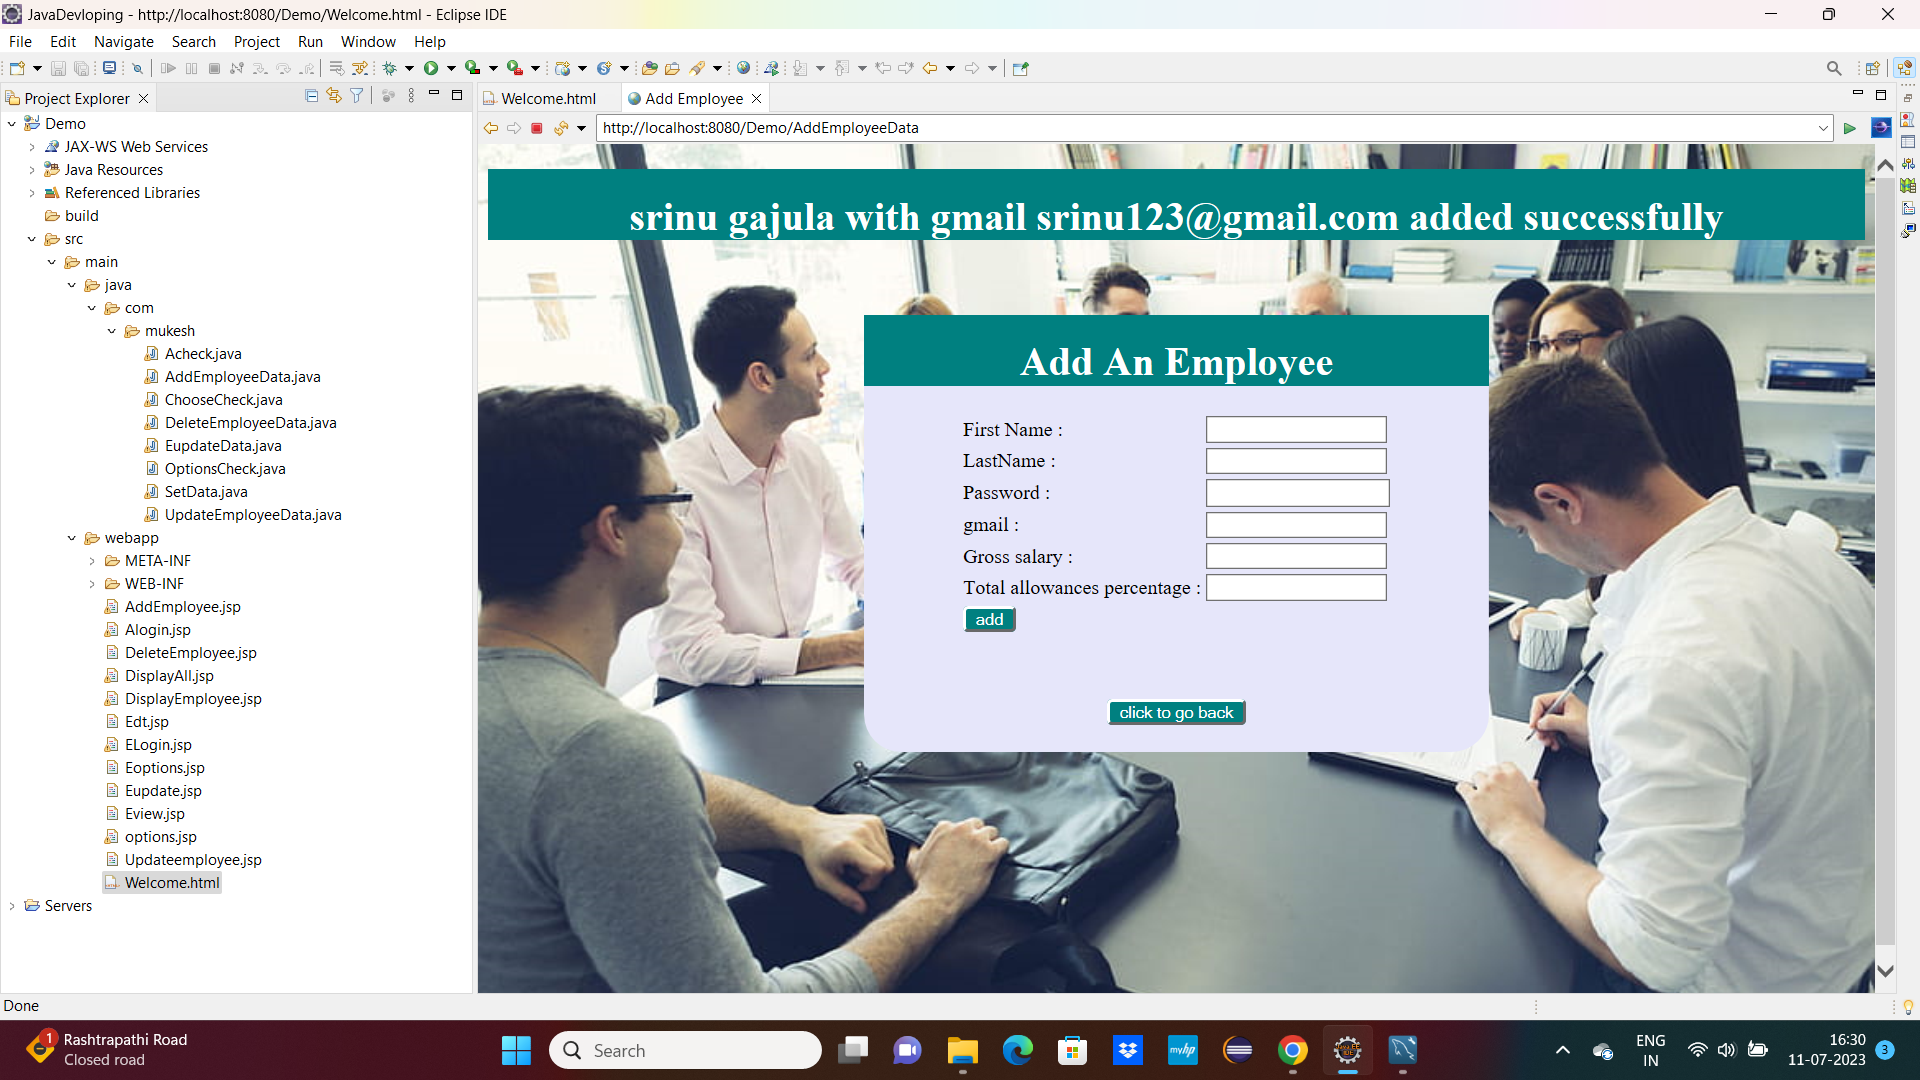 JavaDevloping - http://localhost:8080/Demo/Welcome.html - Eclipse IDE
File Edit Navigate Search Project Run Window Help
Project Explorer
Welcome.html
Add Employee
http://localhost:8080/Demo/AddEmployeeData
Demo
JAX-WS Web Services
Java Resources
Referenced Libraries
build
src
main
java
com
mukesh
Acheck.java
AddEmployeeData.java
ChooseCheck.java
DeleteEmployeeData.java
EupdateData.java
OptionsCheck.java
SetData.java
UpdateEmployeeData.java
webapp
META-INF
WEB-INF
AddEmployee.jsp
Alogin.jsp
DeleteEmployee.jsp
DisplayAll.jsp
DisplayEmployee.jsp
Edt.jsp
ELogin.jsp
Eoptions.jsp
Eupdate.jsp
Eview.jsp
options.jsp
Updateemployee.jsp
Welcome.html
Servers
srinu gajula with gmail srinu123@gmail.com added successfully
Add An Employee
First Name :
LastName :
Password :
gmail :
Gross salary :
Total allowances percentage :
add
click to go back
Done
1
Rashtrapathi Road
Closed road
Search
myhp
ENG
IN
16:30
11-07-2023
3